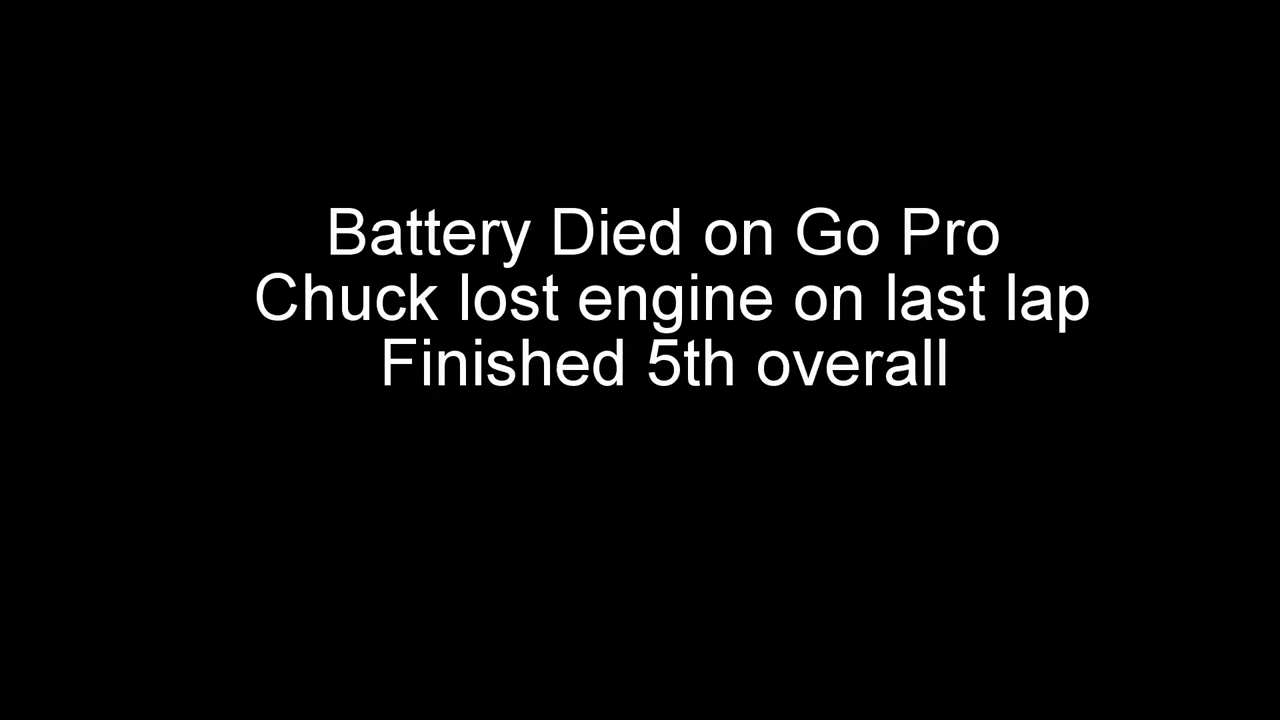 Battery Died on Go Pro
Chuck lost engine on last lap
Finished 5th overall